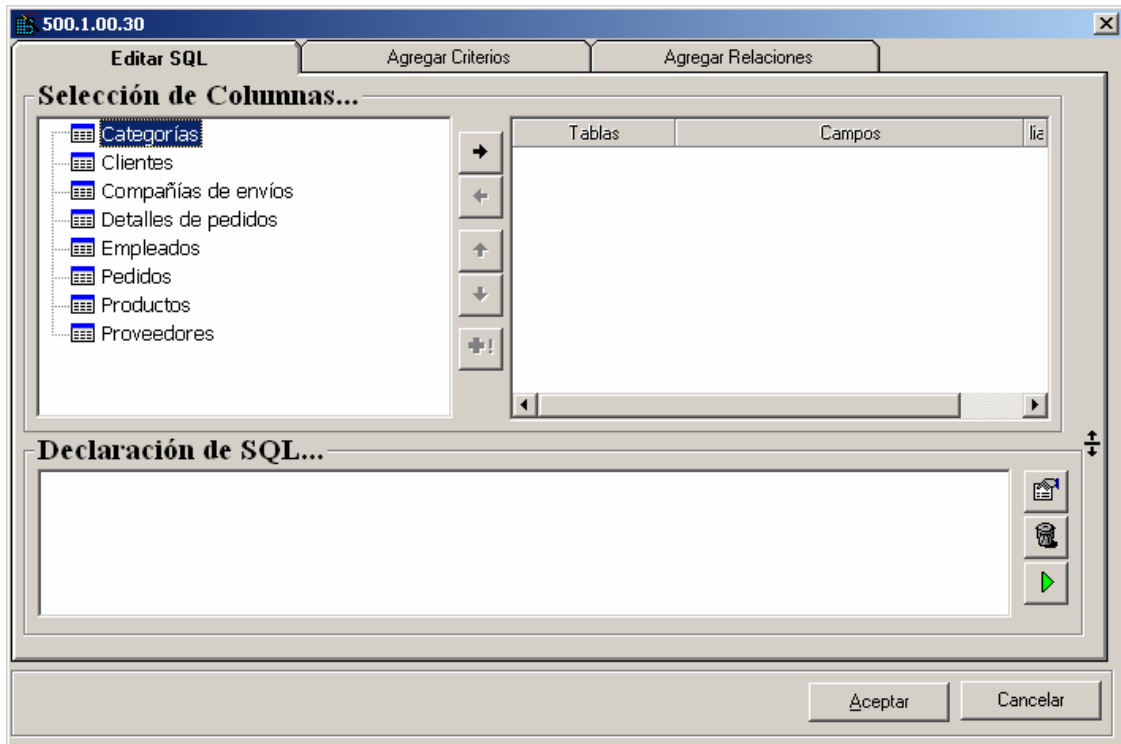 500.1.00.30
Editar SQL Agregar Criterios Agregar Relaciones
Selección de Columnas...
Tablas Campos lia
Categorías
Clientes
Compañías de envíos
Detalles de pedidos
Empleados
Pedidos
Productos
Proveedores
Declaración de SQL...
Aceptar Cancelar